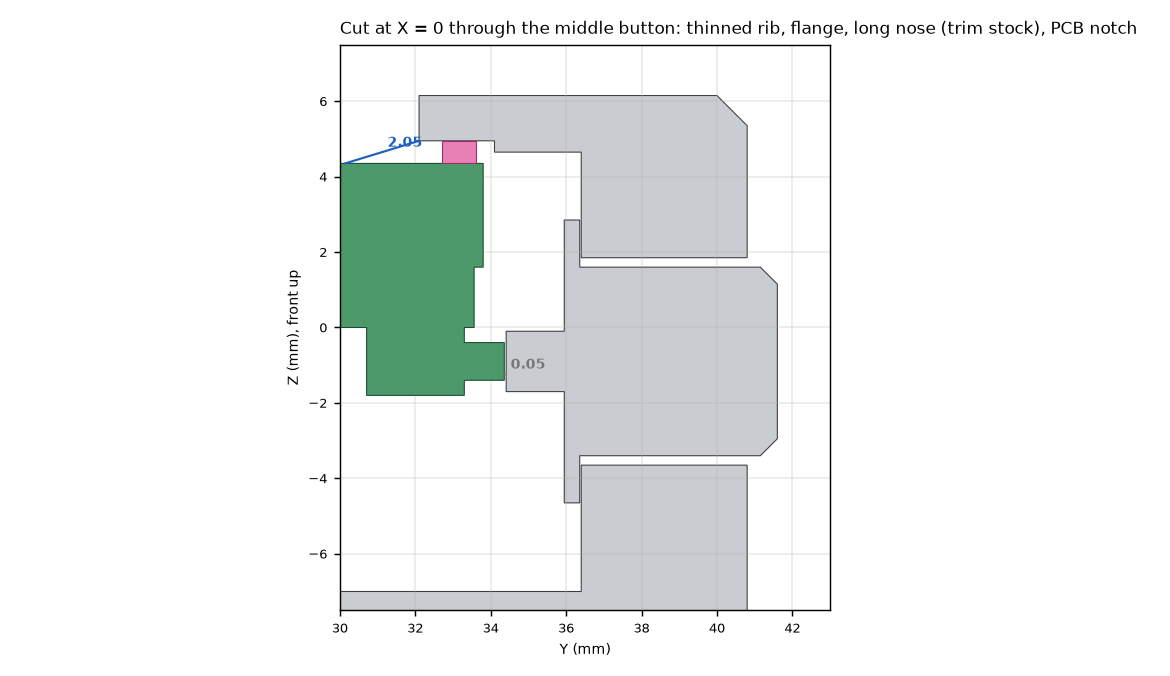 Cut at X = 0 through the middle button: thinned rib, flange, long nose (trim stock), PCB notch
6
2.05
4
2
0
0.05
−2
−4
−6
Z (mm), front up
30 32 34 36 38 40 42
Y (mm)